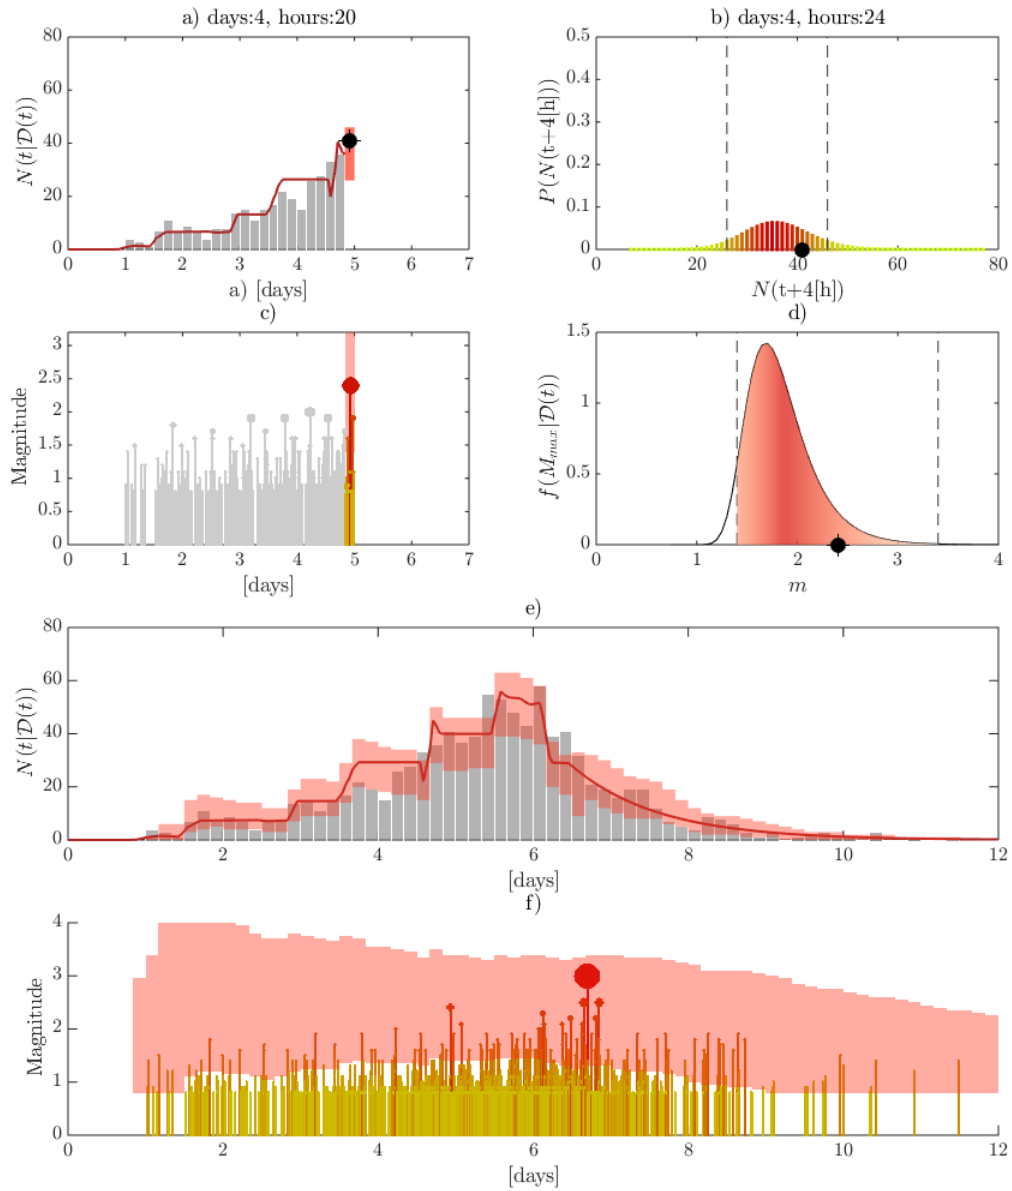 a) days:4, hours:20
b) days:4, hours:24
N(t|D(t))
80
60
40
20
0
0 1 2 3 4 5 6 7
a) [days]
P(N(t+4[h]))
0.5
0.4
0.3
0.2
0.1
0
0 20 40 60 80
N(t+4[h])
c)
Magnitude
3
2.5
2
1.5
1
0.5
0
0 1 2 3 4 5 6 7
[days]
d)
f(M_max|D(t))
1.5
1
0.5
0
0 1 2 3 4
m
e)
N(t|D(t))
80
60
40
20
0
0 2 4 6 8 10 12
[days]
f)
Magnitude
4
3
2
1
0
0 2 4 6 8 10 12
[days]